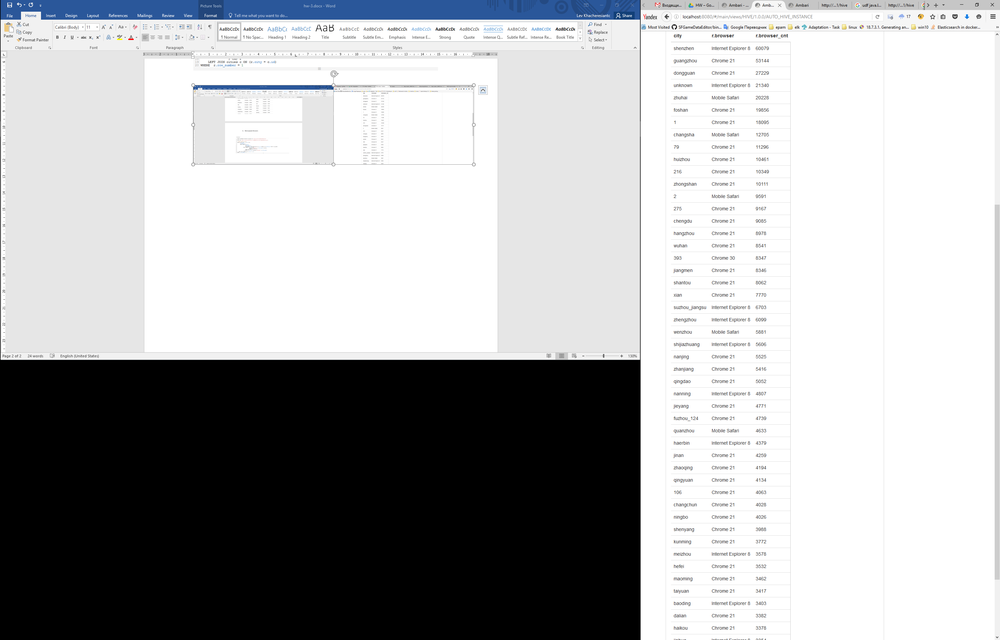 Picture Tools
hw-3.docx - Word
File Home Insert Design Layout References Mailings Review View Format Tell me what you want to do... Lev Khacheresiantc Share
Paste
Cut
Copy
Format Painter
Clipboard
Calibri (Body) 11
Font
Paragraph
AaBbCcDc AaBbCcDc AaBbCc AaBbCcE AaB AaBbCcD AaBbCcDc AaBbCcDc AaBbCcDc AaBbCcDc AaBbCcDc AaBbCcDc AABBCCDE AABBCCDE AaBbCcDc
¶ Normal ¶ No Spac... Heading 1 Heading 2 Title Subtitle Subtle Em... Emphasis Intense E... Strong Quote Intense Q... Subtle Ref... Intense Re... Book Title
Styles
Find
Replace
Select
Editing
19 LEFT JOIN cities c ON (r.city = c.id)
20 WHERE r.row_number = 1
Page 2 of 2 24 words English (United States) 130%
Входящи... HW – Go... Ambari - ... Amb... Ambari http://...1/hive udf java.l... http://...1/hive
Yandex localhost:8080/#/main/views/HIVE/1.0.0/AUTO_HIVE_INSTANCE 17
Most Visited SFGameDataEditor/bin... Google Переводчик epam elk Adaptation - Task linux 18.7.3.1. Generating an... win10 Elasticsearch in docker...
city r.browser r.browser_cnt
shenzhen Internet Explorer 8 60079
guangzhou Chrome 21 53144
dongguan Chrome 21 27229
unknown Internet Explorer 8 21340
zhuhai Mobile Safari 20228
foshan Chrome 21 19856
1 Chrome 21 18095
changsha Mobile Safari 12705
79 Chrome 21 11296
huizhou Chrome 21 10461
216 Chrome 21 10349
zhongshan Chrome 21 10111
2 Mobile Safari 9591
275 Chrome 21 9167
chengdu Chrome 21 9085
hangzhou Chrome 21 8978
wuhan Chrome 21 8541
393 Chrome 30 8347
jiangmen Chrome 21 8346
shantou Chrome 21 8062
xian Chrome 21 7770
suzhou_jiangsu Internet Explorer 8 6703
zhengzhou Internet Explorer 8 6099
wenzhou Mobile Safari 5881
shijiazhuang Internet Explorer 8 5606
nanjing Chrome 21 5525
zhanjiang Chrome 21 5416
qingdao Chrome 21 5052
nanning Internet Explorer 8 4807
jieyang Chrome 21 4771
fuzhou_124 Chrome 21 4739
quanzhou Mobile Safari 4633
haerbin Internet Explorer 8 4379
jinan Chrome 21 4259
zhaoqing Chrome 21 4194
qingyuan Chrome 21 4134
106 Chrome 21 4063
changchun Chrome 21 4028
ningbo Chrome 21 4026
shenyang Chrome 21 3988
kunming Chrome 21 3772
meizhou Internet Explorer 8 3578
hefei Chrome 21 3532
maoming Chrome 21 3462
taiyuan Chrome 21 3417
baoding Internet Explorer 8 3403
dalian Chrome 21 3382
haikou Chrome 21 3378